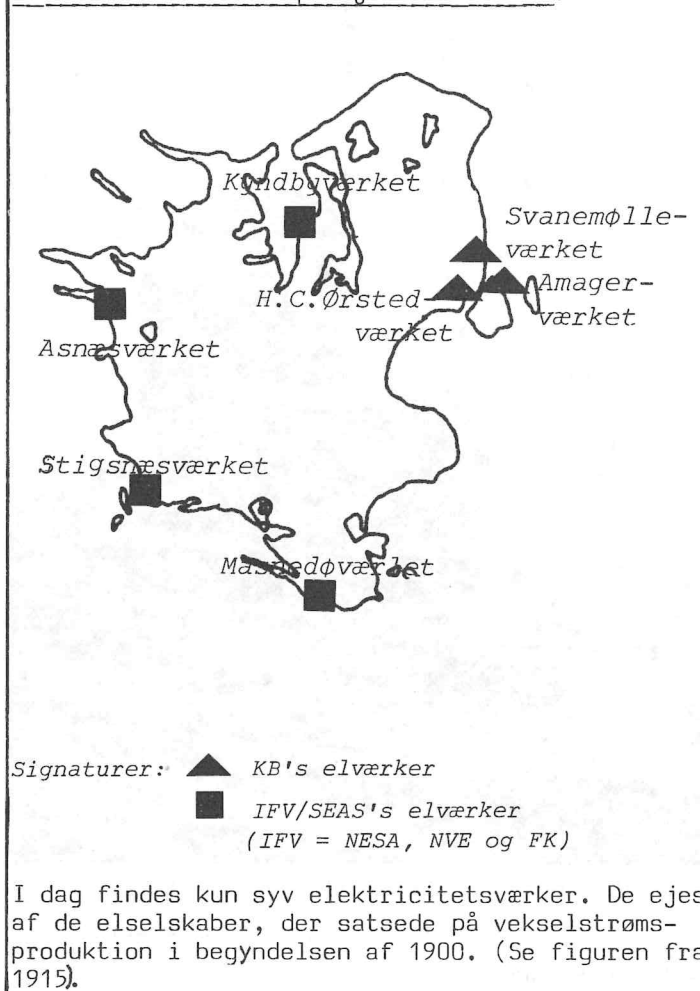 Kyndbyværket
Svanemølle-
værket
H.C.Ørsted
værket
Amager-
værket
Asnæsværket
Stigsnæsværket
Masnedøværket
Signaturer: KB's elværker
IFV/SEAS's elværker
(IFV = NESA, NVE og FK)
I dag findes kun syv elektricitetsværker. De ejes
af de elselskaber, der satsede på vekselstrøms-
produktion i begyndelsen af 1900. (Se figuren fra
1915).